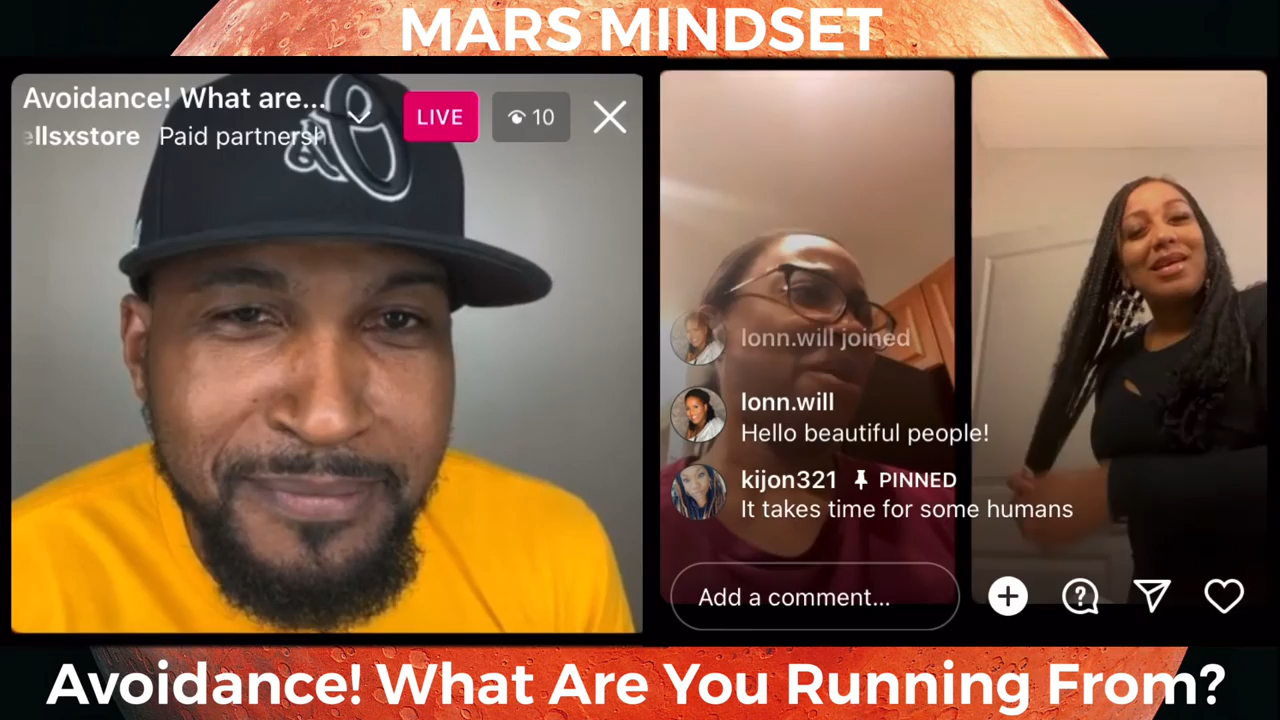 MARS MINDSET
Avoidance! What are...
ellsxstore Paid partnersh
LIVE
10
lonn.will joined
lonn.will
Hello beautiful people!
kijon321 PINNED
It takes time for some humans
Add a comment...
Avoidance! What Are You Running From?